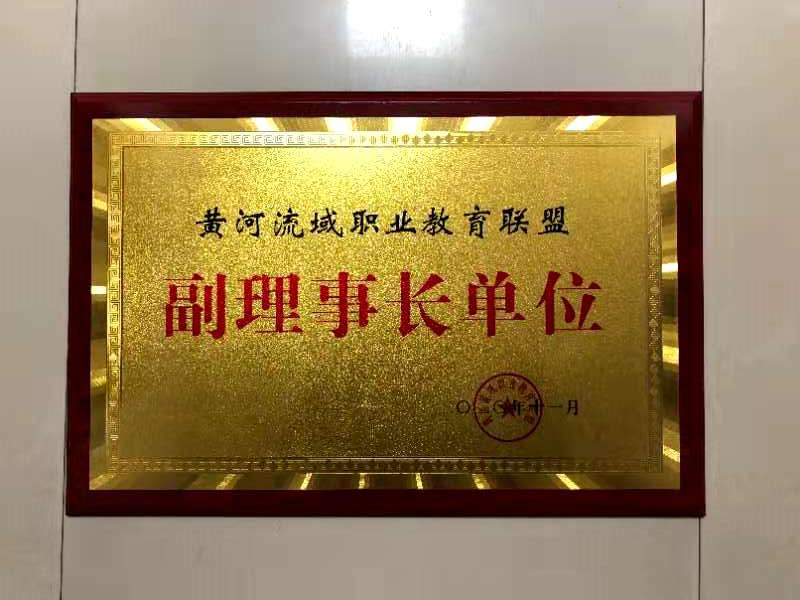 黄河流域职业教育联盟
副理事长单位
〇 〇年十一月